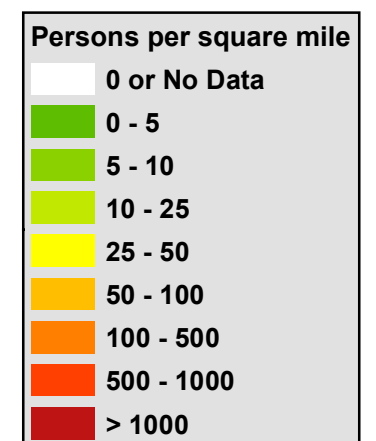 Persons per square mile
0 or No Data
0 - 5
5 - 10
10 - 25
25 - 50
50 - 100
100 - 500
500 - 1000
> 1000